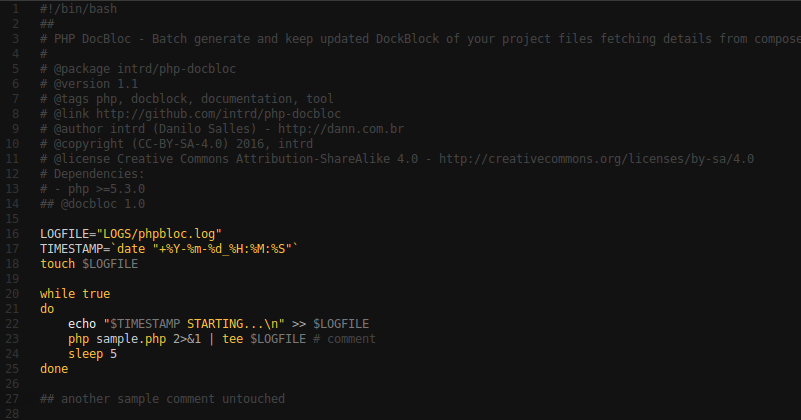 1 #!/bin/bash
2 ##
3 # PHP DocBloc - Batch generate and keep updated DockBlock of your project files fetching details from compose
4 #
5 # @package intrd/php-docbloc
6 # @version 1.1
7 # @tags php, docblock, documentation, tool
8 # @link http://github.com/intrd/php-docbloc
9 # @author intrd (Danilo Salles) - http://dann.com.br
10 # @copyright (CC-BY-SA-4.0) 2016, intrd
11 # @license Creative Commons Attribution-ShareAlike 4.0 - http://creativecommons.org/licenses/by-sa/4.0
12 # Dependencies:
13 # - php >=5.3.0
14 ## @docbloc 1.0
15
16 LOGFILE="LOGS/phpbloc.log"
17 TIMESTAMP=`date "+%Y-%m-%d_%H:%M:%S"`
18 touch $LOGFILE
19
20 while true
21 do
22     echo "$TIMESTAMP STARTING...\n" >> $LOGFILE
23     php sample.php 2>&1 | tee $LOGFILE # comment
24     sleep 5
25 done
26
27 ## another sample comment untouched
28